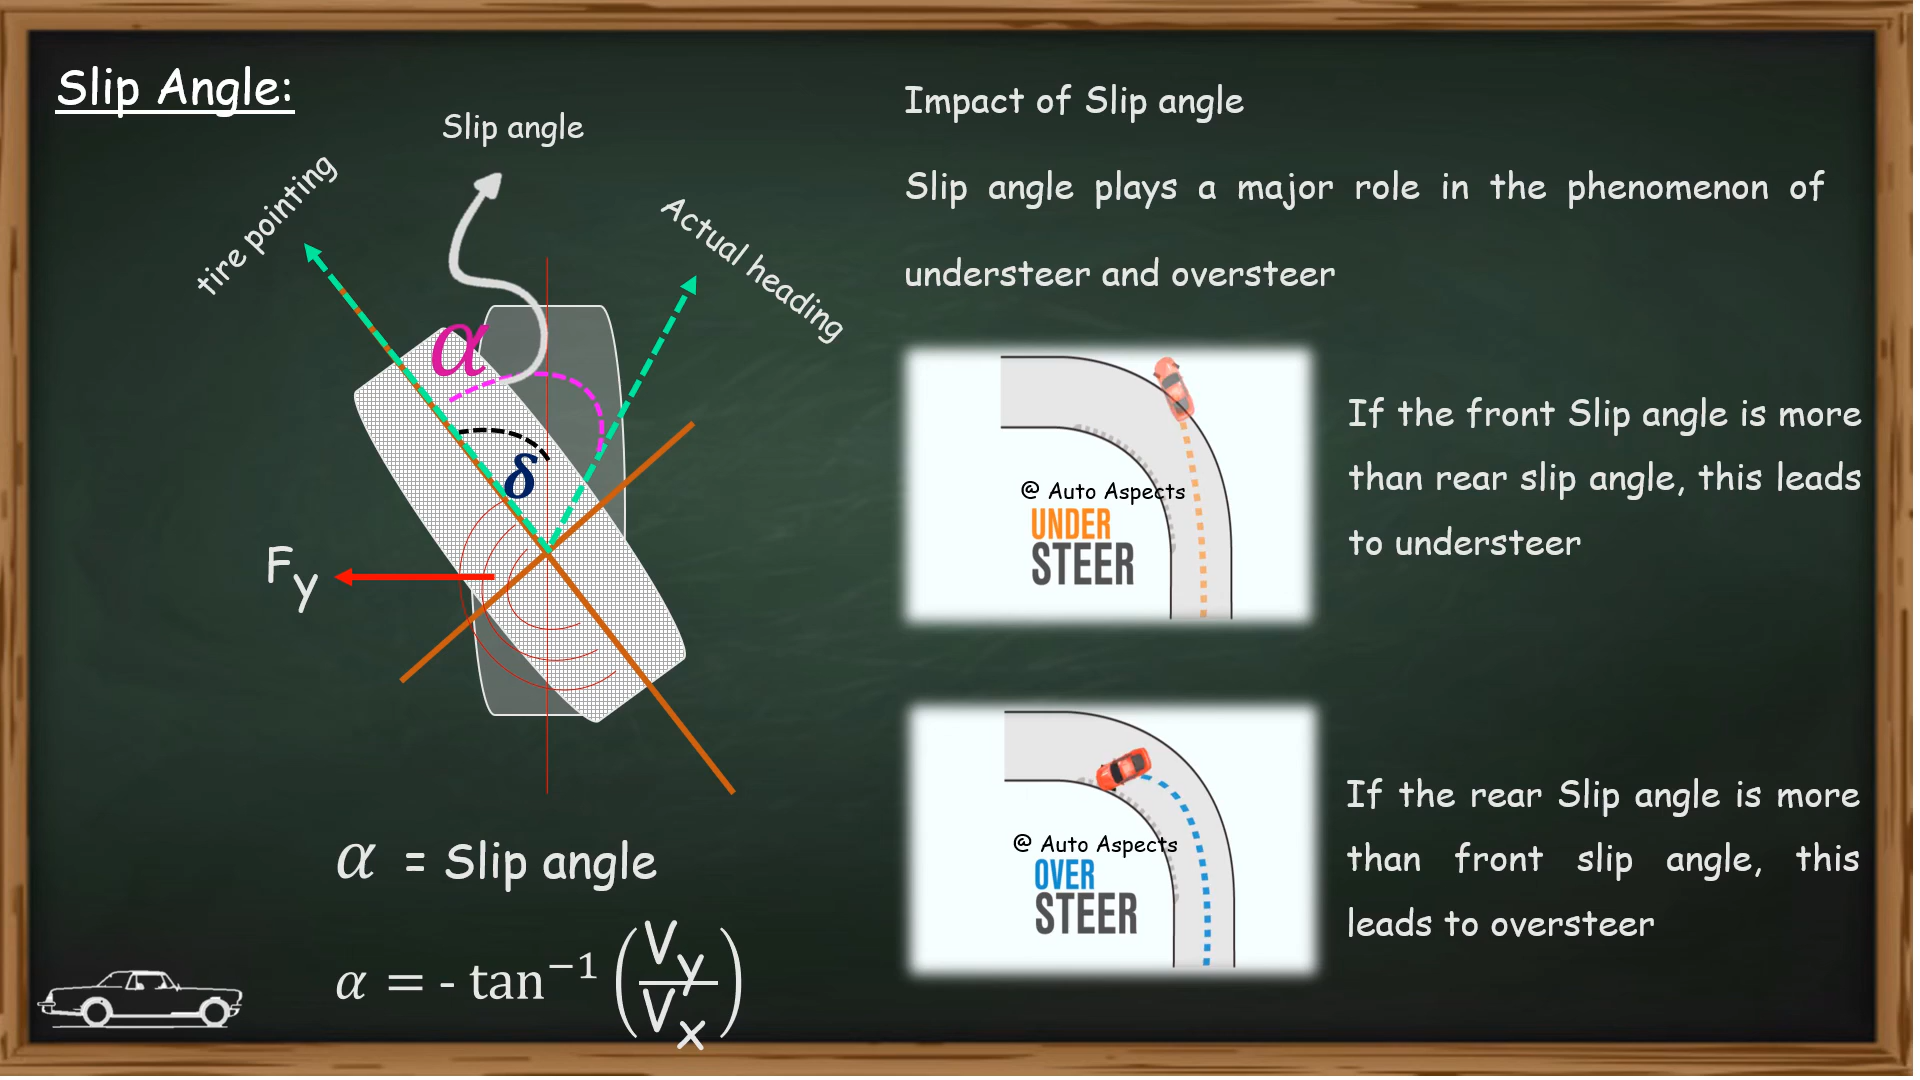 Slip Angle:
Slip angle
tire pointing
Actual heading
α
δ
Fy
α = Slip angle
α = - tan⁻¹ (Vy/Vx)
Impact of Slip angle
Slip angle plays a major role in the phenomenon of
understeer and oversteer
@ Auto Aspects
UNDER
STEER
If the front Slip angle is more
than rear slip angle, this leads
to understeer
@ Auto Aspects
OVER
STEER
If the rear Slip angle is more
than front slip angle, this
leads to oversteer